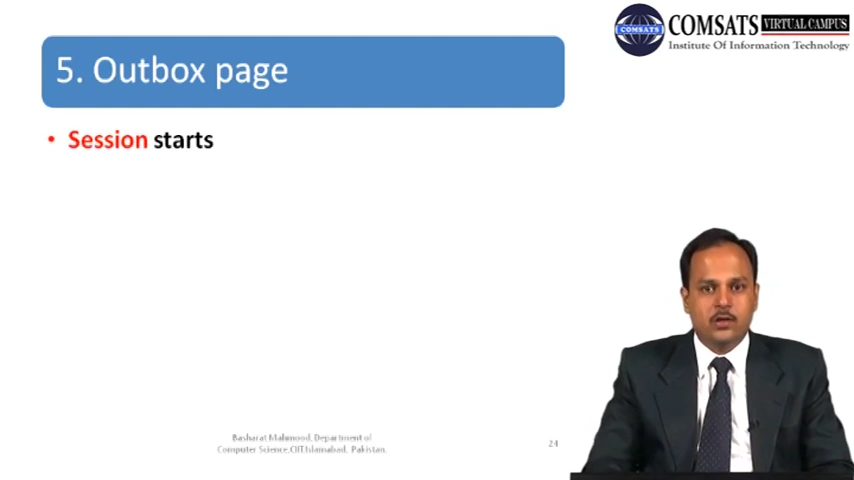 COMSATS VIRTUAL CAMPUS
COMSATS
Institute Of Information Technology
5. Outbox page
• Session starts
Basharat Mahmood, Department of
Computer Science,CIIT,Islamabad, Pakistan.
24